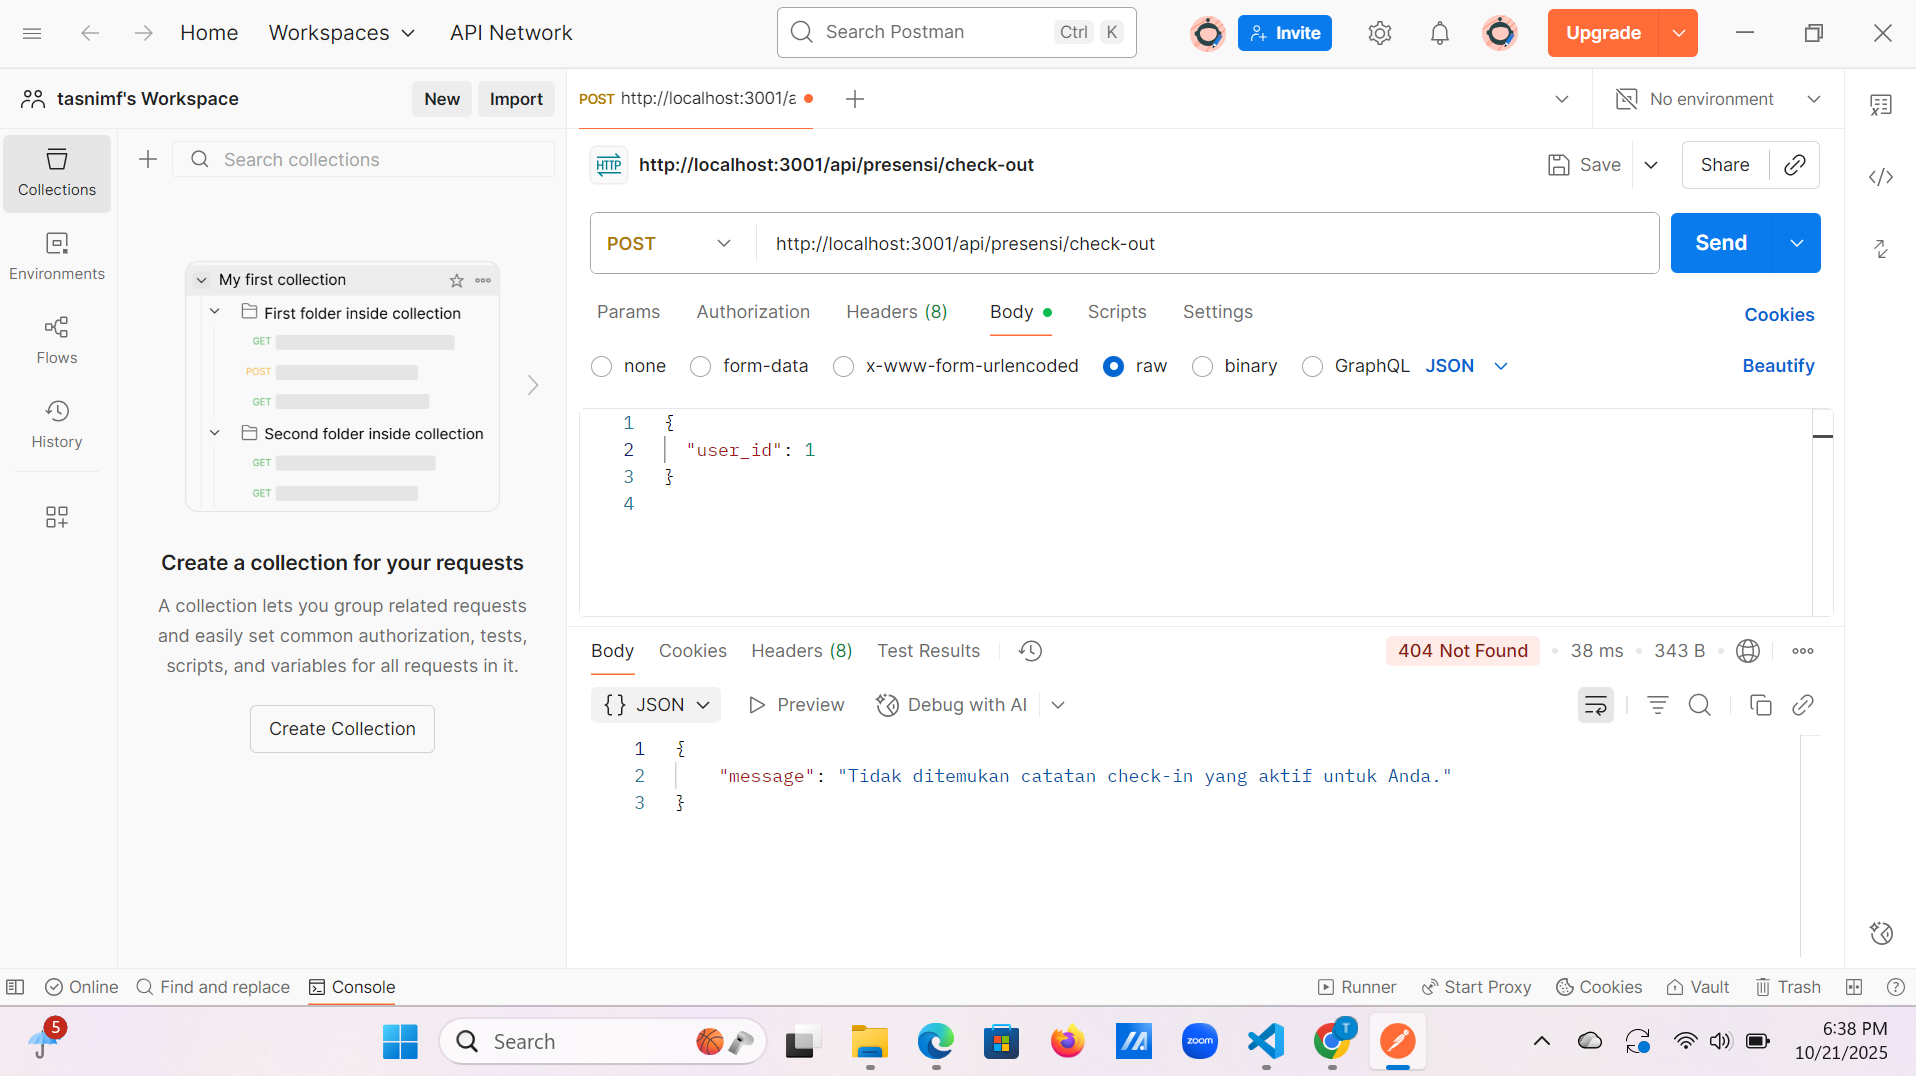 Home
Workspaces
API Network
Search Postman
Ctrl K
Invite
Upgrade
tasnimf's Workspace
New
Import
POST http://localhost:3001/a
No environment
Collections
Environments
Flows
History
Search collections
My first collection
First folder inside collection
GET
POST
GET
Second folder inside collection
GET
GET
Create a collection for your requests
A collection lets you group related requests
and easily set common authorization, tests,
scripts, and variables for all requests in it.
Create Collection
HTTP
http://localhost:3001/api/presensi/check-out
Save
Share
POST
http://localhost:3001/api/presensi/check-out
Send
Params
Authorization
Headers (8)
Body
Scripts
Settings
Cookies
none
form-data
x-www-form-urlencoded
raw
binary
GraphQL
JSON
Beautify
1 {
2 "user_id": 1
3 }
4
Body
Cookies
Headers (8)
Test Results
404 Not Found
38 ms
343 B
{} JSON
Preview
Debug with AI
1 {
2 "message": "Tidak ditemukan catatan check-in yang aktif untuk Anda."
3 }
Online
Find and replace
Console
Runner
Start Proxy
Cookies
Vault
Trash
5
Search
zoom
T
6:38 PM
10/21/2025